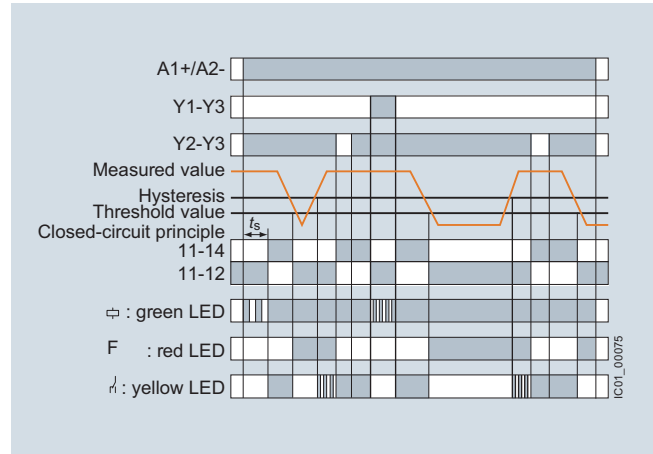 A1+/A2-
Y1-Y3
Y2-Y3
Measured value
Hysteresis
Threshold value
Closed-circuit principle
ts
11-14
11-12
: green LED
F : red LED
: yellow LED
IC01_00075